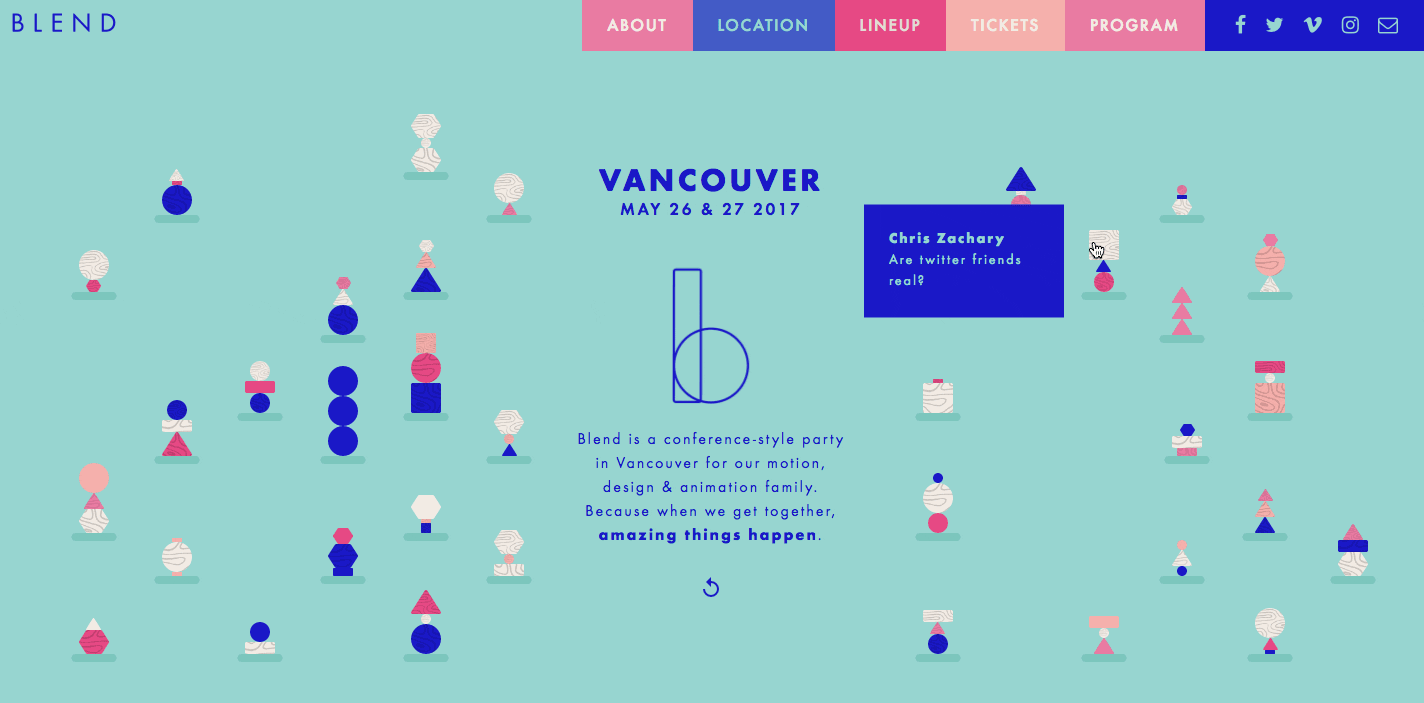 BLEND
ABOUT
LOCATION
LINEUP
TICKETS
PROGRAM
VANCOUVER
MAY 26 & 27 2017
Chris Zachary
Are twitter friends
real?
b
Blend is a conference-style party
in Vancouver for our motion,
design & animation family.
Because when we get together,
amazing things happen.